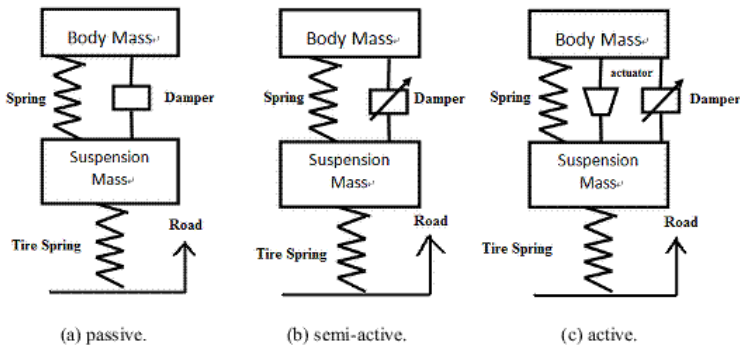 Body Mass
Spring
Damper
Suspension
Mass
Road
Tire Spring
(a) passive.
Body Mass
Spring
Damper
Suspension
Mass
Road
Tire Spring
(b) semi-active.
Body Mass
actuator
Spring
Damper
Suspension
Mass
Road
Tire Spring
(c) active.